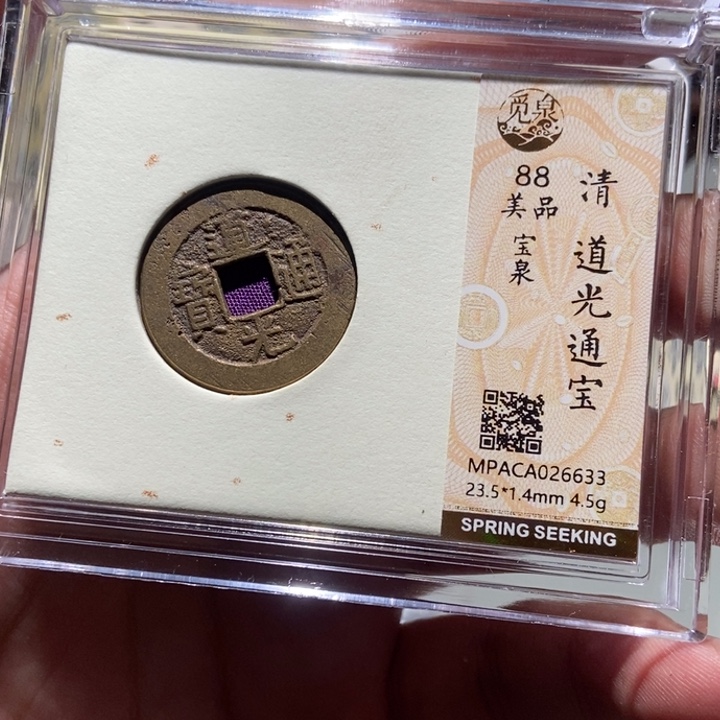 道光通寶
觅泉
88
美品
宝泉
清 道光通宝
MPACA026633
23.5*1.4mm 4.5g
SPRING SEEKING